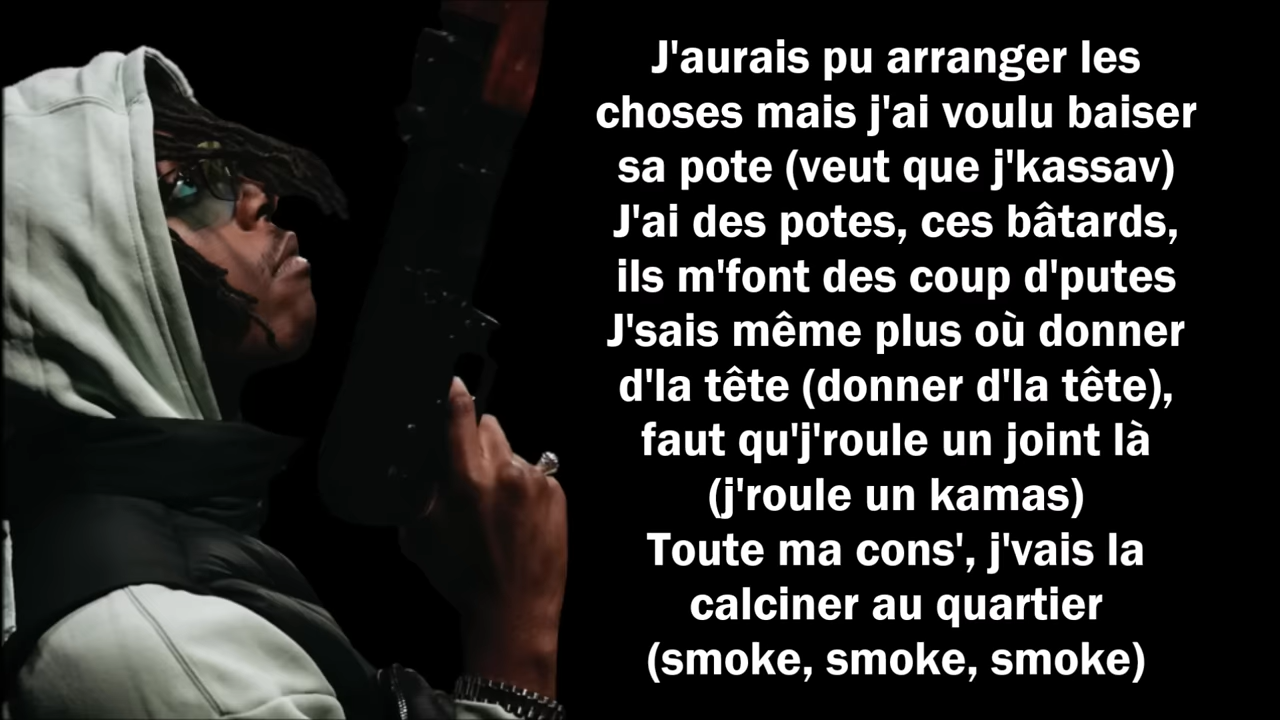 J'aurais pu arranger les
choses mais j'ai voulu baiser
sa pote (veut que j'kassav)
J'ai des potes, ces bâtards,
ils m'font des coup d'putes
J'sais même plus où donner
d'la tête (donner d'la tête),
faut qu'j'roule un joint là
(j'roule un kamas)
Toute ma cons', j'vais la
calciner au quartier
(smoke, smoke, smoke)